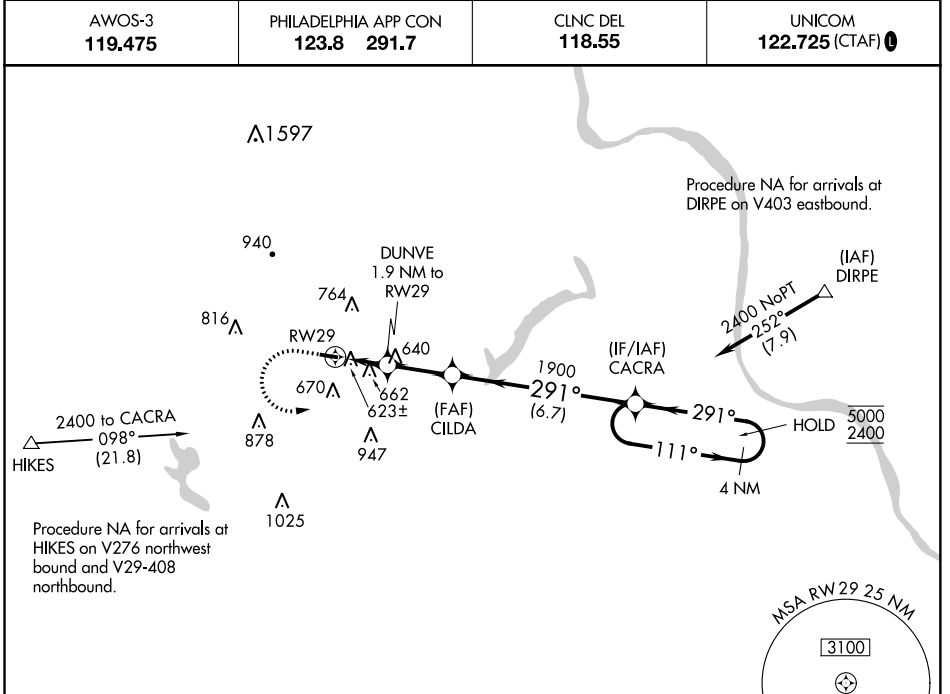 AWOS-3
119.475
PHILADELPHIA APP CON
123.8 291.7
CLNC DEL
118.55
UNICOM
122.725 (CTAF) L
1597
Procedure NA for arrivals at
DIRPE on V403 eastbound.
940
DUNVE
1.9 NM to
RW29
(IAF)
DIRPE
764
2400 NoPT
252°
(7.9)
816
RW29
640
(IF/IAF)
CACRA
1900
291°
(6.7)
670
662
623±
(FAF)
CILDA
291°
HOLD
5000
2400
2400 to CACRA
098°
(21.8)
HIKES
878
947
111°
4 NM
1025
Procedure NA for arrivals at
HIKES on V276 northwest
bound and V29-408
northbound.
MSA RW29 25 NM
3100